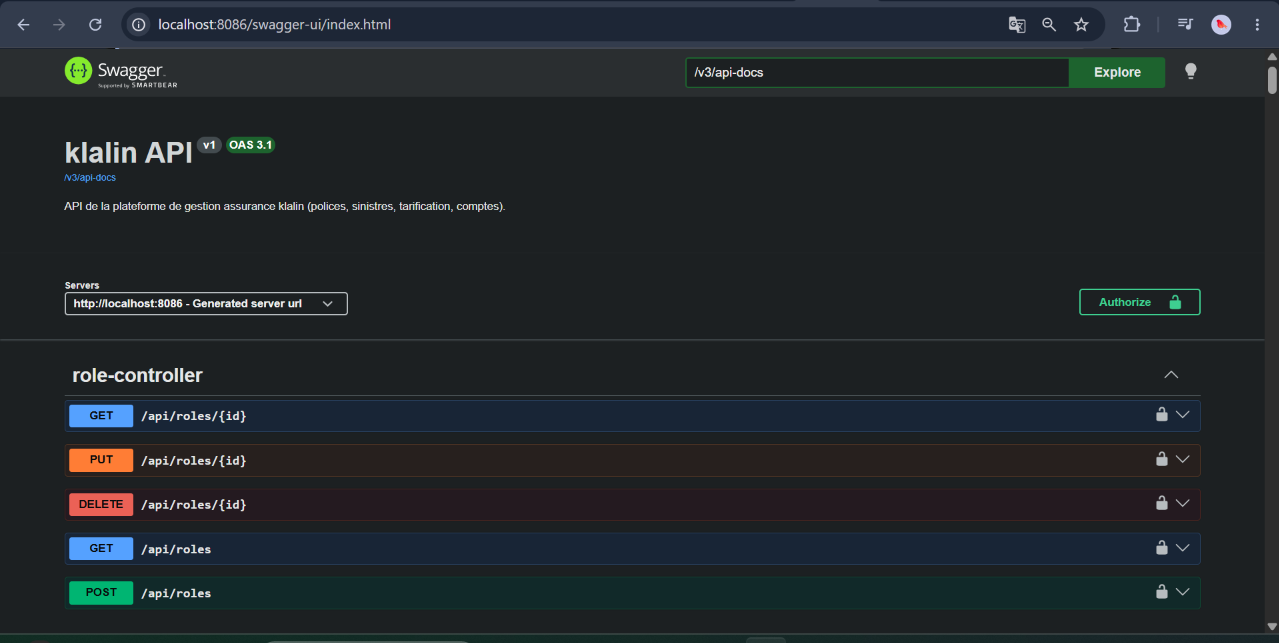 localhost:8086/swagger-ui/index.html
Swagger
Supported by SMARTBEAR
/v3/api-docs
Explore
klalin API v1 OAS 3.1
/v3/api-docs
API de la plateforme de gestion assurance klalin (polices, sinistres, tarification, comptes).
Servers
http://localhost:8086 - Generated server url
Authorize
role-controller
GET /api/roles/{id}
PUT /api/roles/{id}
DELETE /api/roles/{id}
GET /api/roles
POST /api/roles